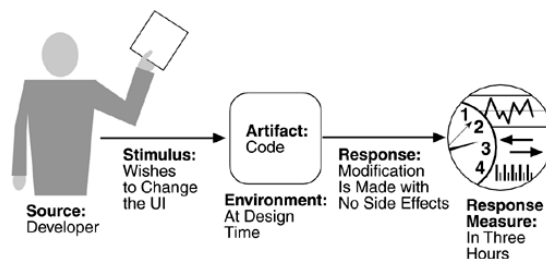 Source:
Developer
Stimulus:
Wishes
to Change
the UI
Artifact:
Code
Environment:
At Design
Time
Response:
Modification
Is Made with
No Side Effects
1
2
3
4
Response
Measure:
In Three
Hours